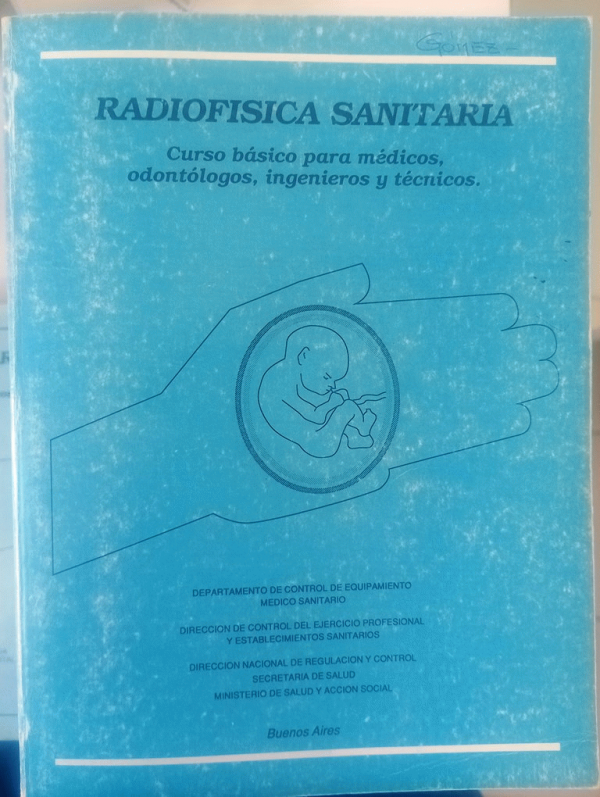 GOMEZ-
RADIOFISICA SANITARIA
Curso básico para médicos,
odontólogos, ingenieros y técnicos.
DEPARTAMENTO DE CONTROL DE EQUIPAMIENTO
MEDICO SANITARIO
DIRECCION DE CONTROL DEL EJERCICIO PROFESIONAL
Y ESTABLECIMIENTOS SANITARIOS
DIRECCION NACIONAL DE REGULACION Y CONTROL
SECRETARIA DE SALUD
MINISTERIO DE SALUD Y ACCION SOCIAL
Buenos Aires